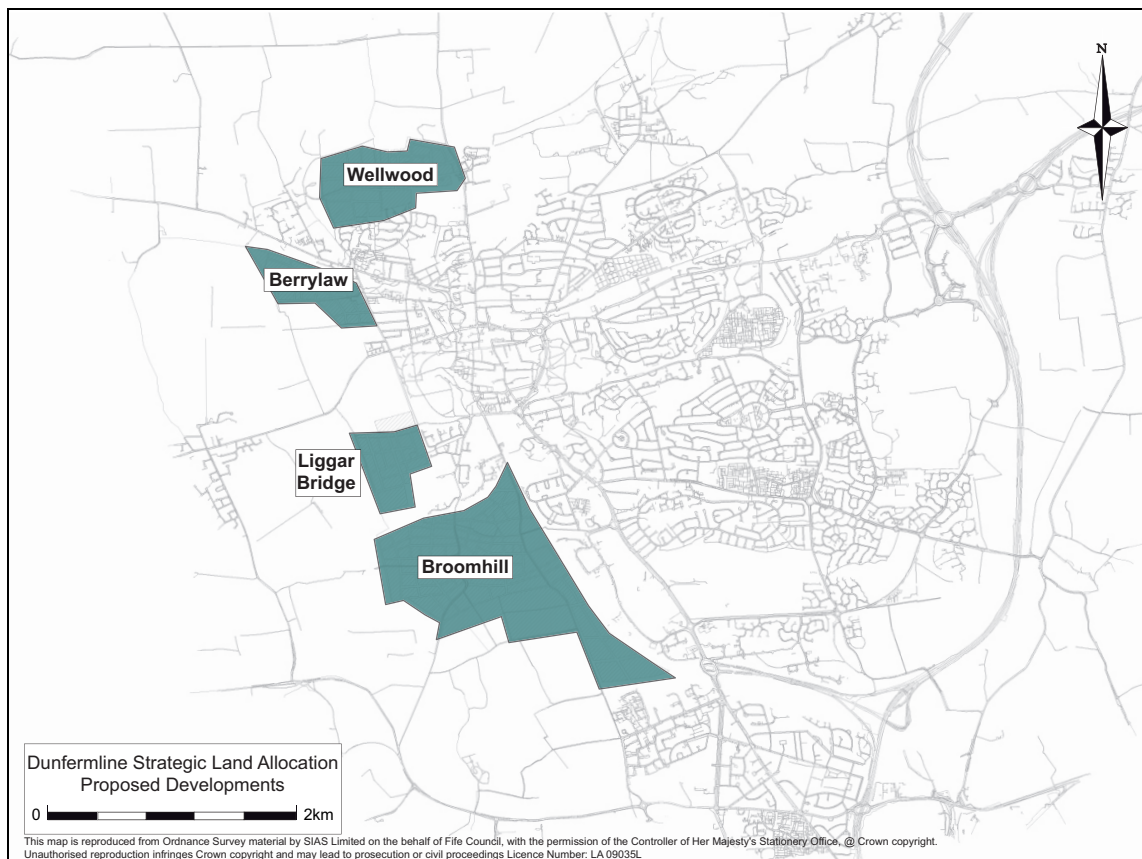 N
Wellwood
Berrylaw
Liggar
Bridge
Broomhill
Dunfermline Strategic Land Allocation
Proposed Developments
0 2km
This map is reproduced from Ordnance Survey material by SIAS Limited on the behalf of Fife Council, with the permission of the Controller of Her Majesty's Stationery Office, @ Crown copyright.
Unauthorised reproduction infringes Crown copyright and may lead to prosecution or civil proceedings Licence Number: LA 09035L